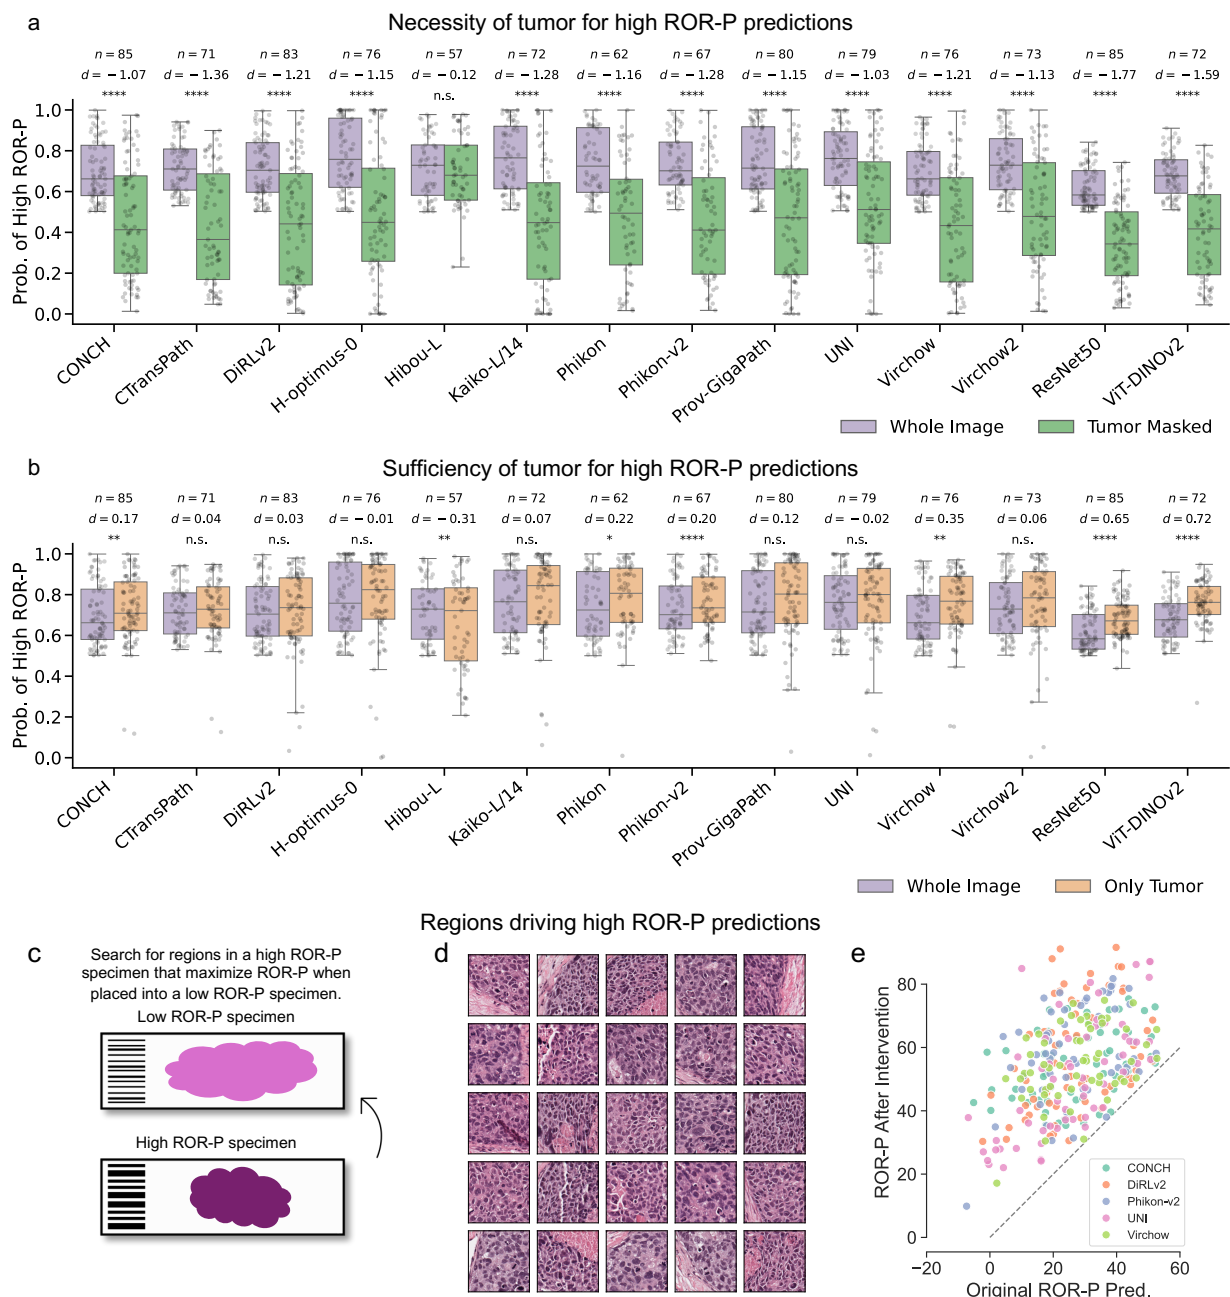 a
Necessity of tumor for high ROR-P predictions
n = 85 n = 71 n = 83 n = 76 n = 57 n = 72 n = 62 n = 67 n = 80 n = 79 n = 76 n = 73 n = 85 n = 72
d = −1.07 d = −1.36 d = −1.21 d = −1.15 d = −0.12 d = −1.28 d = −1.16 d = −1.28 d = −1.15 d = −1.03 d = −1.21 d = −1.13 d = −1.77 d = −1.59
**** **** **** **** n.s. **** **** **** **** **** **** **** **** ****
Prob. of High ROR-P
1.0
0.8
0.6
0.4
0.2
0.0
CONCH CTransPath DiRLv2 H-optimus-0 Hibou-L Kaiko-L/14 Phikon Phikon-v2 Prov-GigaPath UNI Virchow Virchow2 ResNet50 ViT-DINOv2
Whole Image Tumor Masked
b
Sufficiency of tumor for high ROR-P predictions
n = 85 n = 71 n = 83 n = 76 n = 57 n = 72 n = 62 n = 67 n = 80 n = 79 n = 76 n = 73 n = 85 n = 72
d = 0.17 d = 0.04 d = 0.03 d = −0.01 d = −0.31 d = 0.07 d = 0.22 d = 0.20 d = 0.12 d = −0.02 d = 0.35 d = 0.06 d = 0.65 d = 0.72
** n.s. n.s. n.s. ** n.s. * **** n.s. n.s. ** n.s. **** ****
Prob. of High ROR-P
1.0
0.8
0.6
0.4
0.2
0.0
CONCH CTransPath DiRLv2 H-optimus-0 Hibou-L Kaiko-L/14 Phikon Phikon-v2 Prov-GigaPath UNI Virchow Virchow2 ResNet50 ViT-DINOv2
Whole Image Only Tumor
Regions driving high ROR-P predictions
c
Search for regions in a high ROR-P
specimen that maximize ROR-P when
placed into a low ROR-P specimen.
Low ROR-P specimen
High ROR-P specimen
d
e
ROR-P After Intervention
80
60
40
20
0
CONCH
DiRLv2
Phikon-v2
UNI
Virchow
−20 0 20 40 60
Original ROR-P Pred.